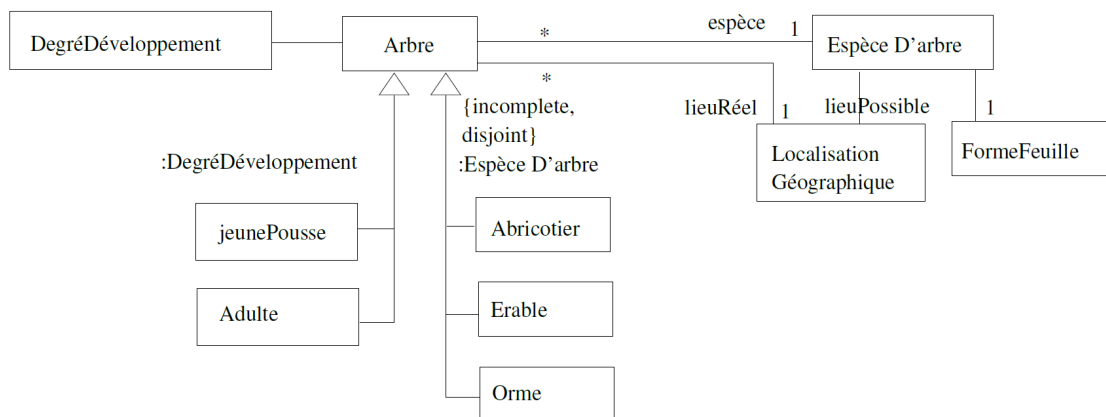 DegréDéveloppement
Arbre
*
espèce
1
Espèce D'arbre
*
{incomplete,
disjoint}
:Espèce D'arbre
lieuRéel
1
lieuPossible
1
:DegréDéveloppement
Localisation
Géographique
FormeFeuille
jeunePousse
Abricotier
Adulte
Erable
Orme